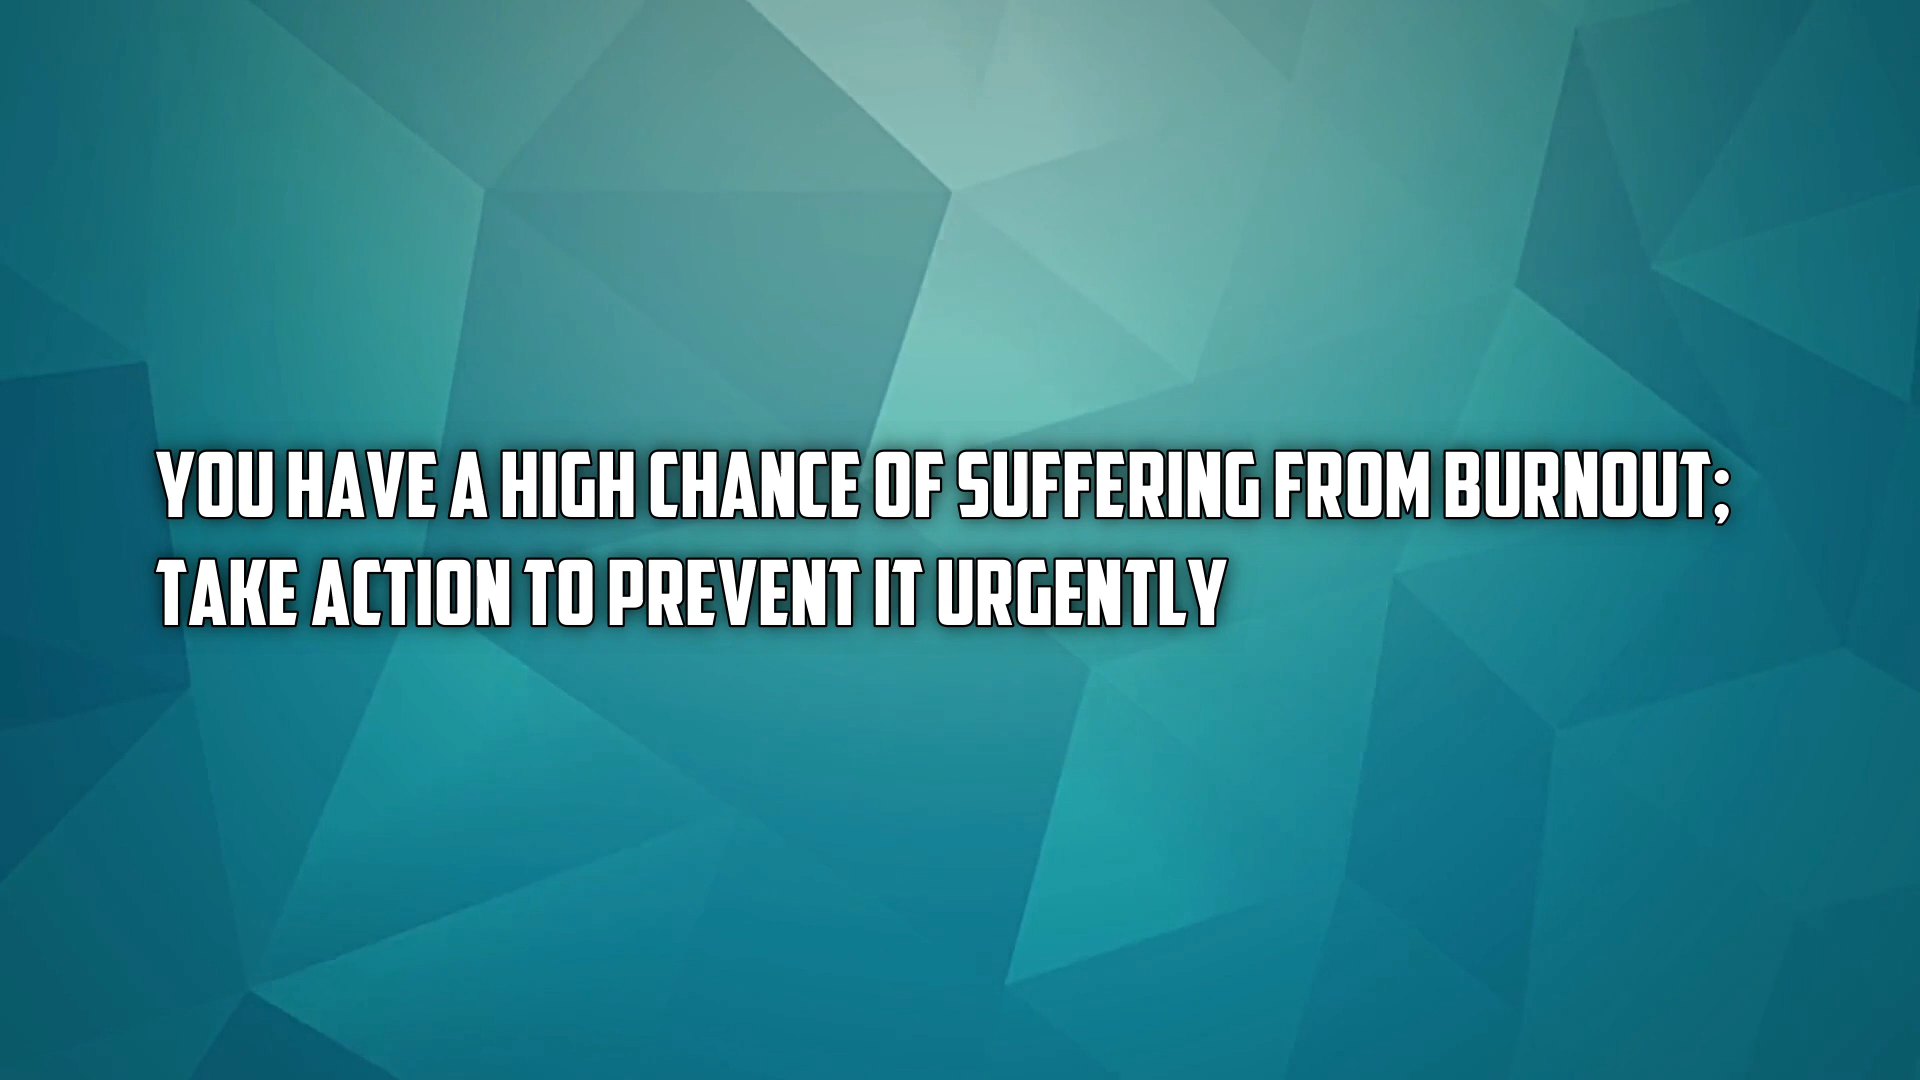 YOU HAVE A HIGH CHANCE OF SUFFERING FROM BURNOUT;
TAKE ACTION TO PREVENT IT URGENTLY